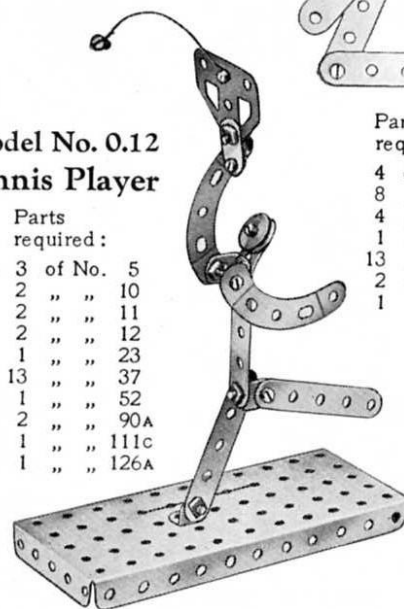 odel No. 0.12
nnis Player
Parts
required :
3 of No. 5
2 „ „ 10
2 „ „ 11
2 „ „ 12
1 „ „ 23
13 „ „ 37
1 „ „ 52
2 „ „ 90A
1 „ „ 111C
1 „ „ 126A
Par
req
4
8
4
1
13
2
1